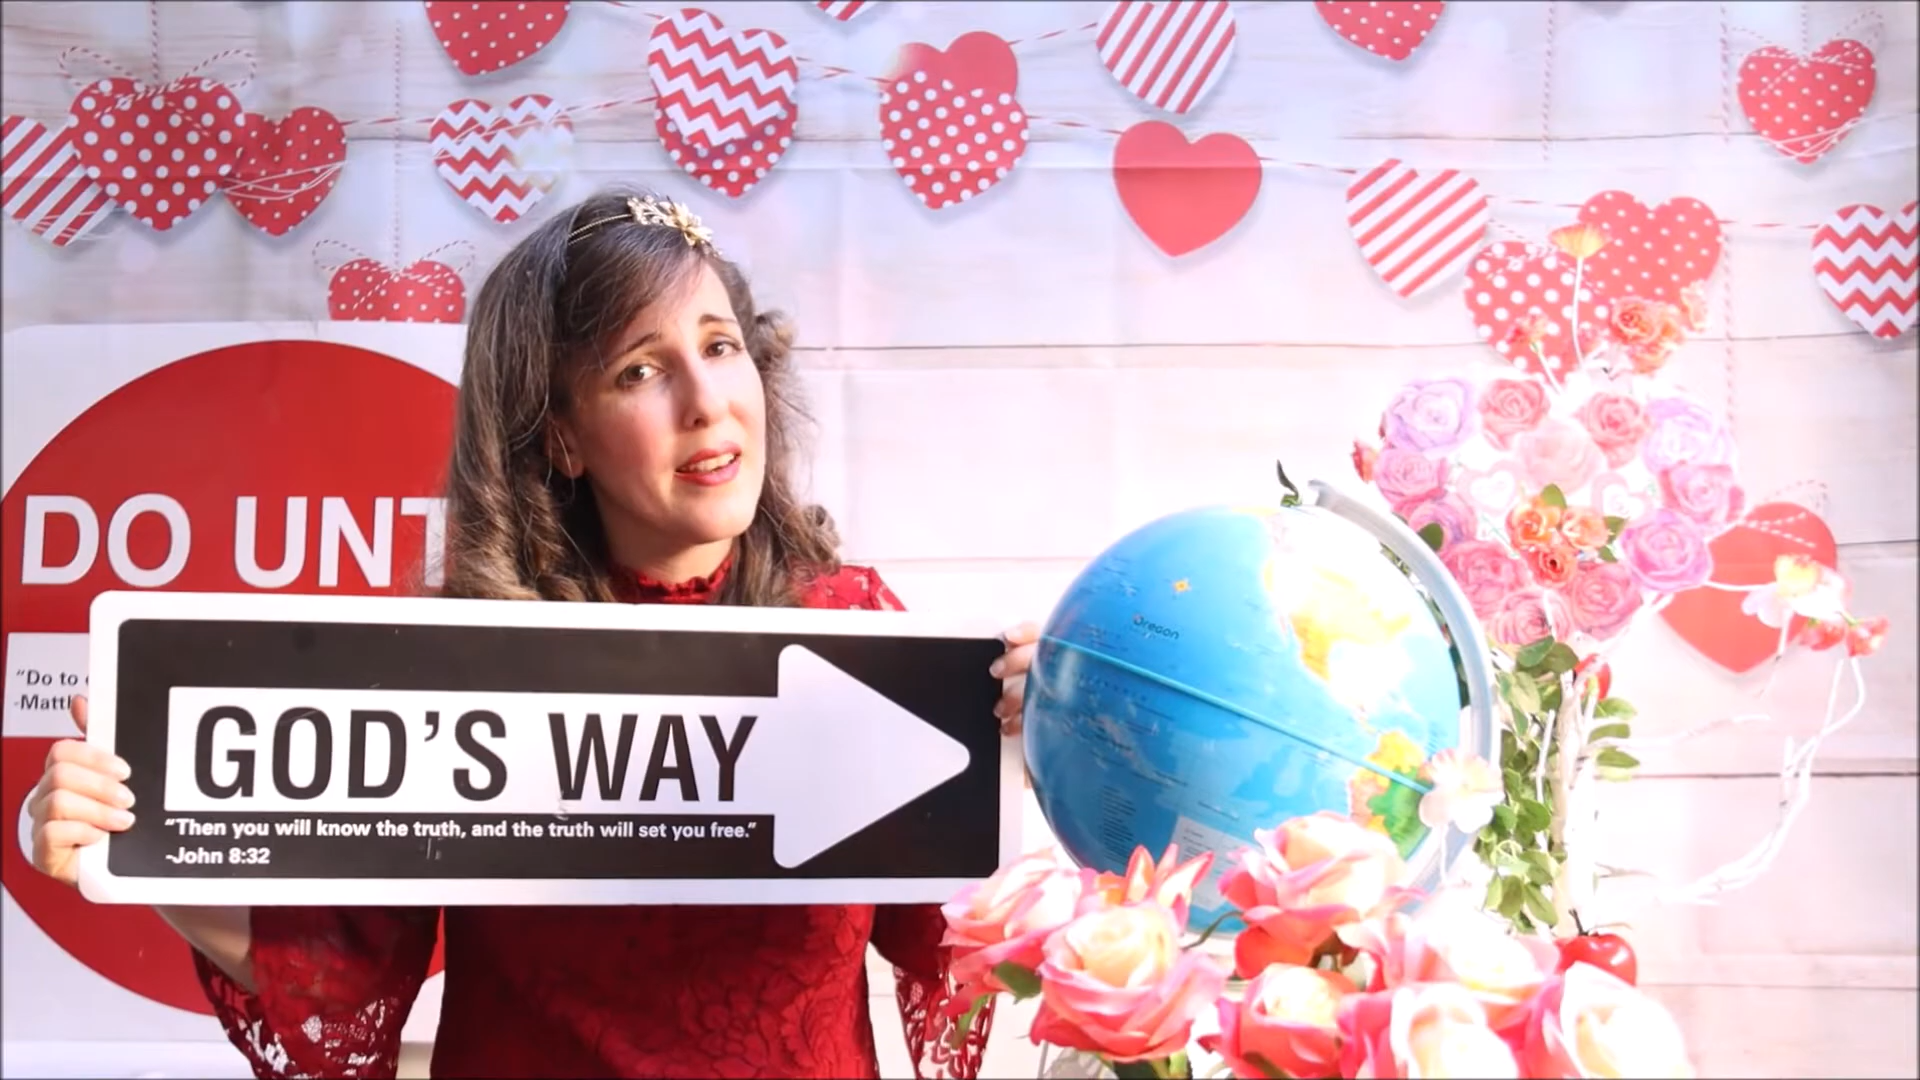 DO UNT
"Do to
-Matth
GOD'S WAY
"Then you will know the truth, and the truth will set you free."
-John 8:32
Oregon